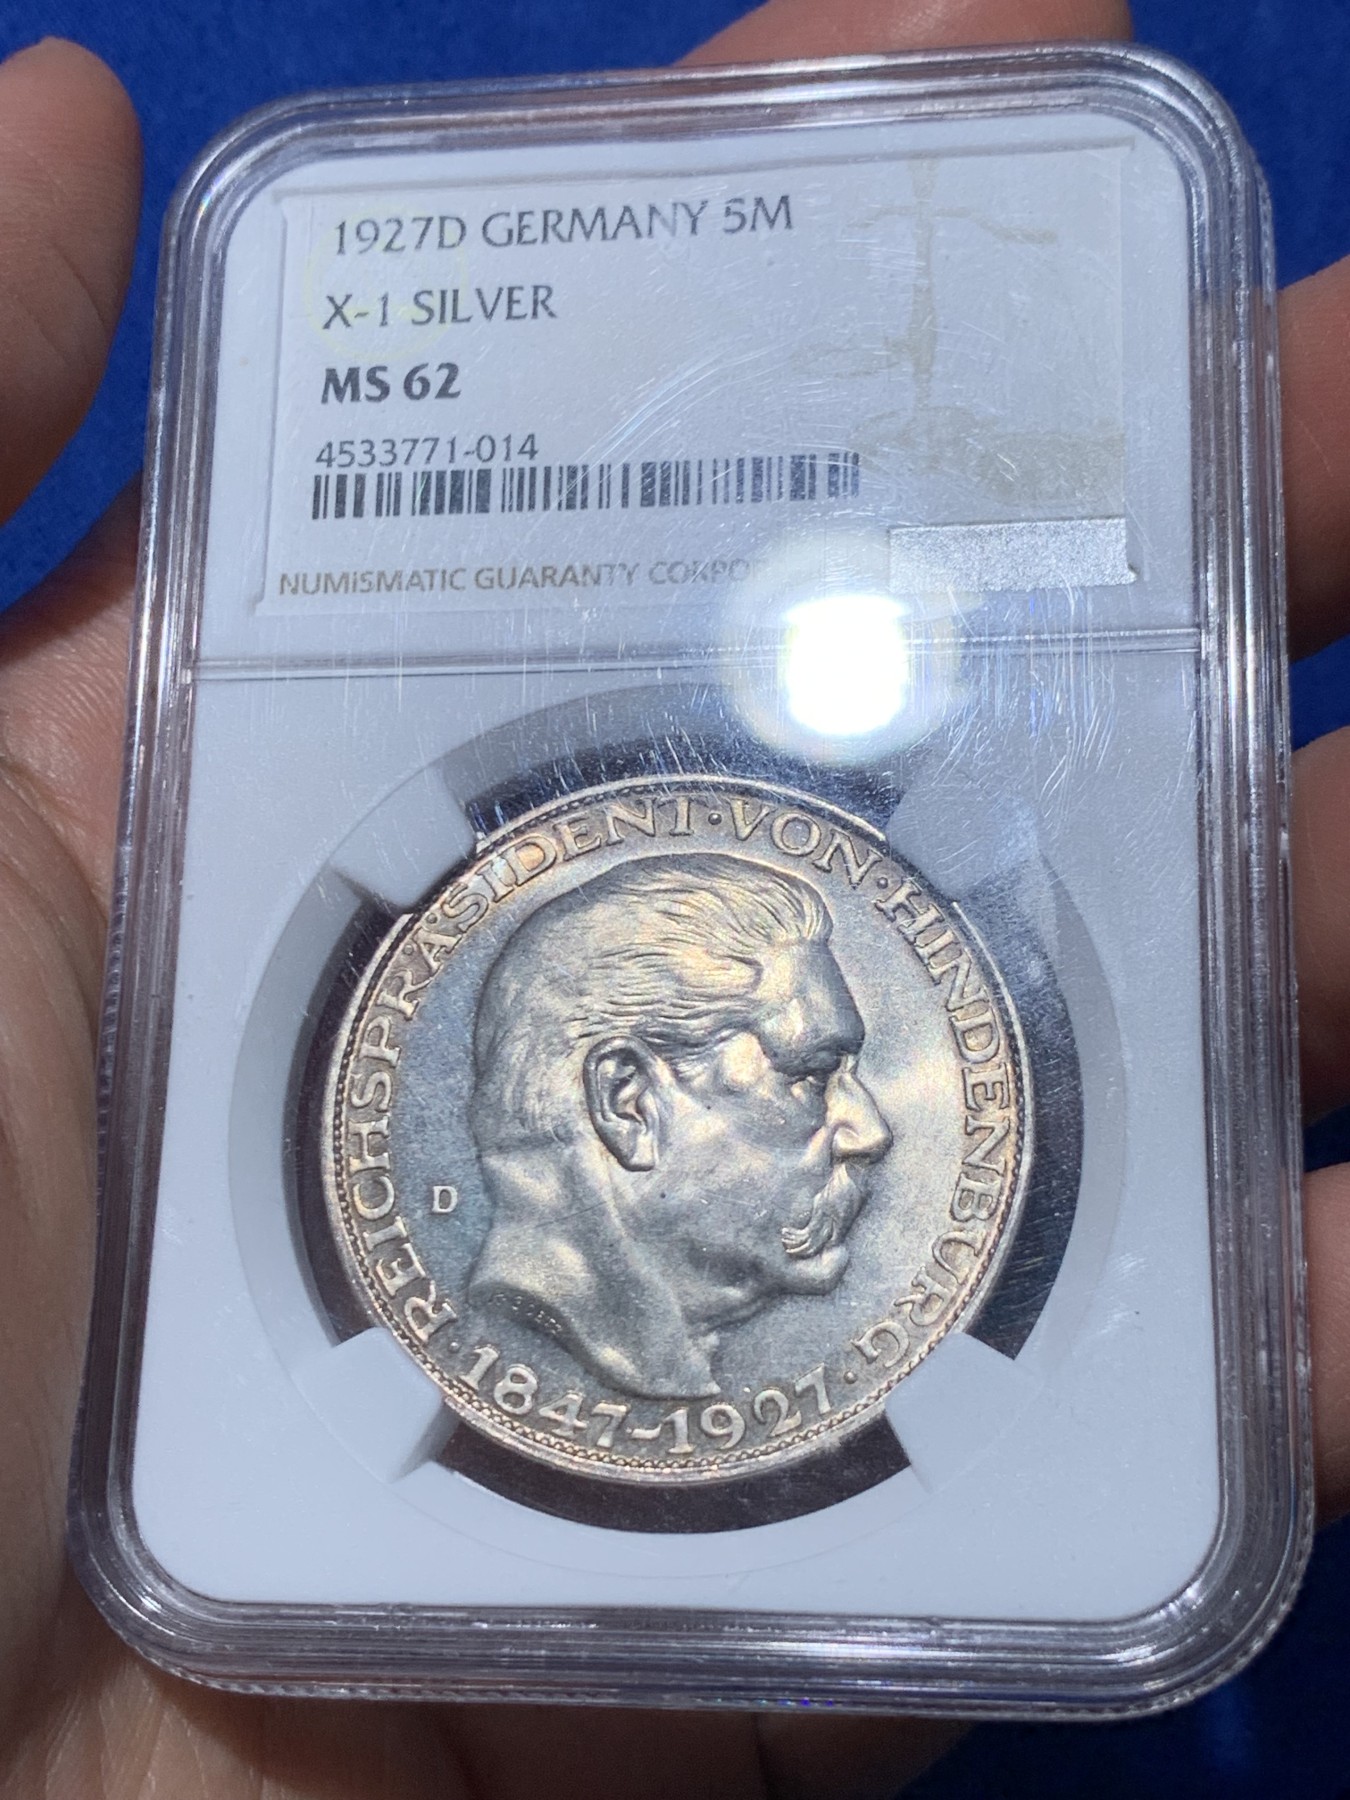 1927D GERMANY 5M
X-1 SILVER
MS 62
4533771-014
NUMISMATIC GUARANTY
REICHSPRÄSIDENT·VON·HINDENBURG·
D
·1847-1927·